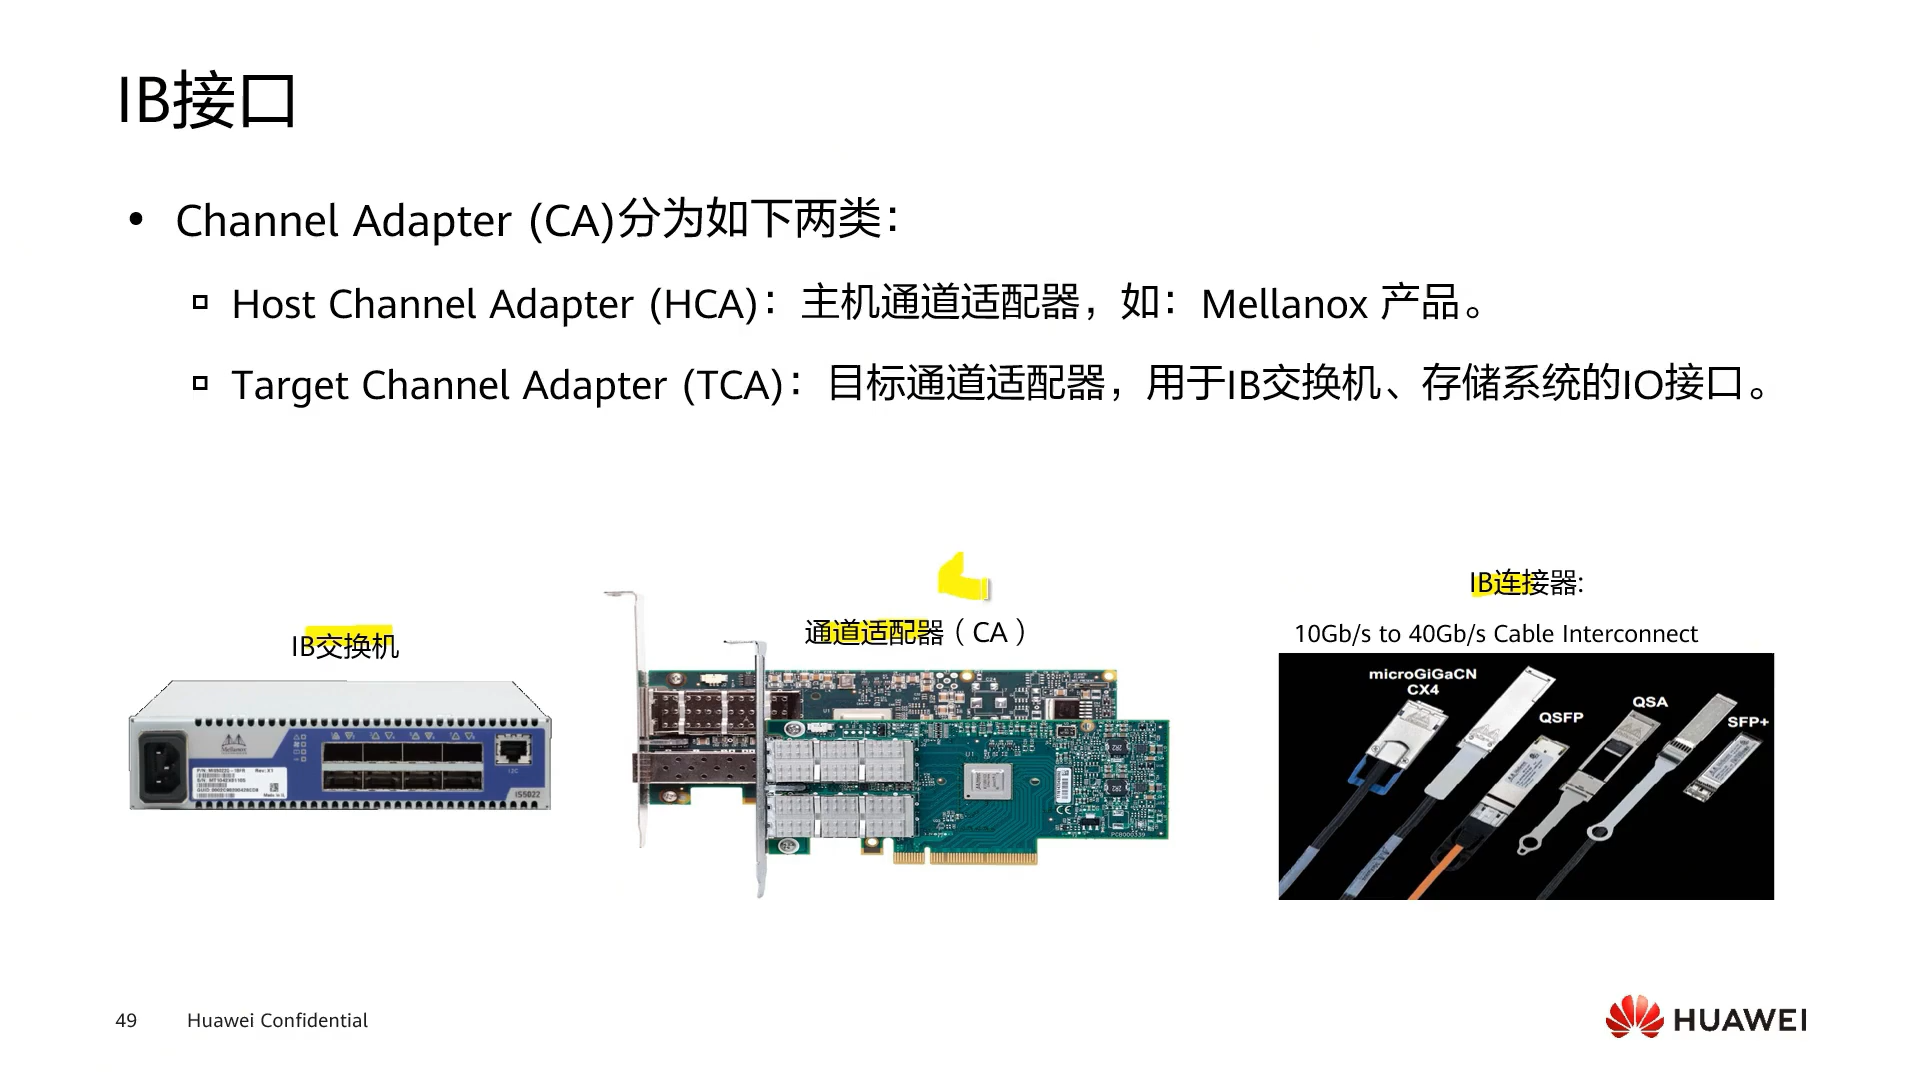 IB接口
• Channel Adapter (CA)分为如下两类：
Host Channel Adapter (HCA)：主机通道适配器，如：Mellanox 产品。
Target Channel Adapter (TCA)：目标通道适配器，用于IB交换机、存储系统的IO接口。
IB交换机
通道适配器（CA）
IB连接器:
10Gb/s to 40Gb/s Cable Interconnect
microGiGaCN
CX4
QSFP
QSA
SFP+
Mellanox
I2C
IS5022
49
Huawei Confidential
HUAWEI